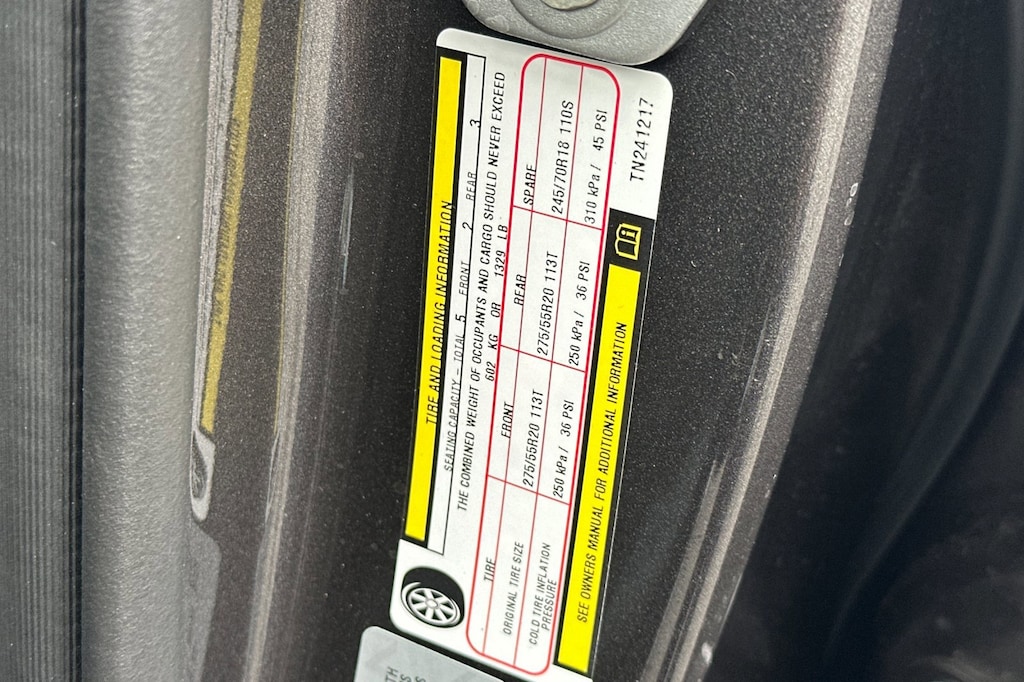 TIRE AND LOADING INFORMATION
SEATING CAPACITY – TOTAL 5 FRONT 2 REAR 3
THE COMBINED WEIGHT OF OCCUPANTS AND CARGO SHOULD NEVER EXCEED
602 KG OR 1329 LB
TIRE FRONT REAR SPARE
ORIGINAL TIRE SIZE 275/55R20 113T 275/55R20 113T 245/70R18 110S
COLD TIRE INFLATION PRESSURE 250 kPa / 36 PSI 250 kPa / 36 PSI 310 kPa / 45 PSI
SEE OWNERS MANUAL FOR ADDITIONAL INFORMATION
TN241217